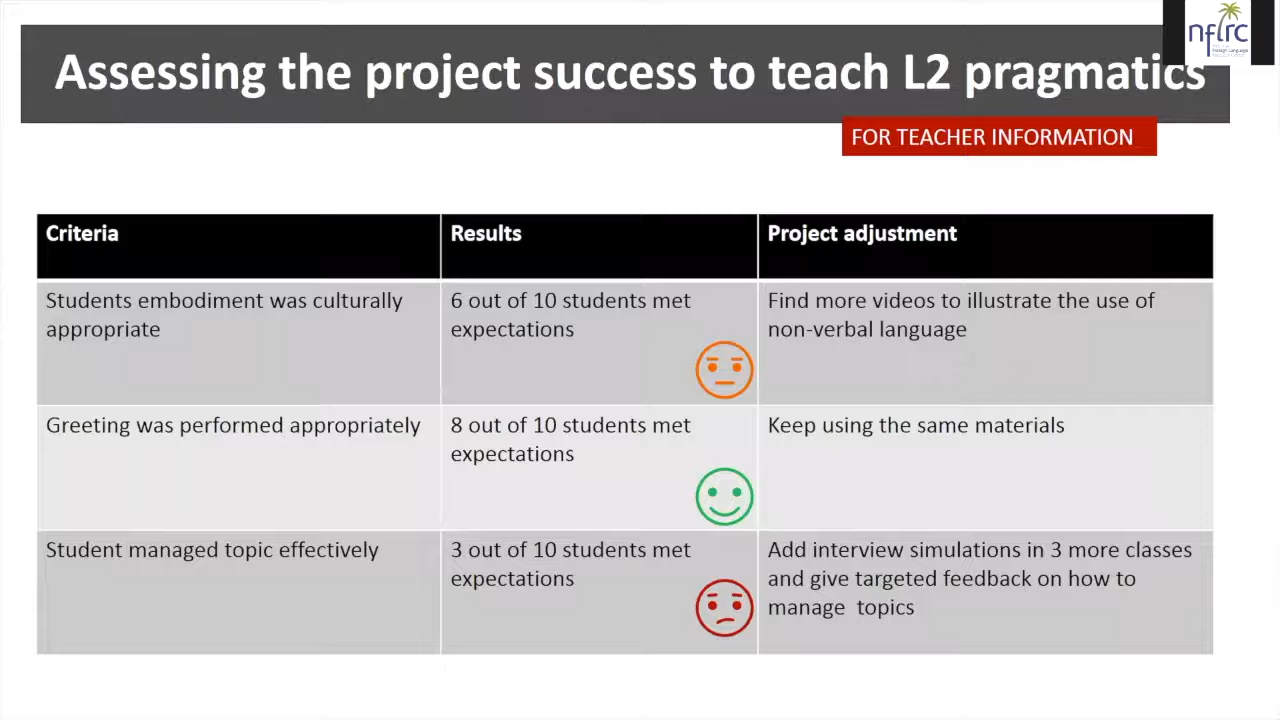 nflrc
Foreign Language
Assessing the project success to teach L2 pragmatics
FOR TEACHER INFORMATION
Criteria
Results
Project adjustment
Students embodiment was culturally
appropriate
6 out of 10 students met
expectations
Find more videos to illustrate the use of
non-verbal language
Greeting was performed appropriately
8 out of 10 students met
expectations
Keep using the same materials
Student managed topic effectively
3 out of 10 students met
expectations
Add interview simulations in 3 more classes
and give targeted feedback on how to
manage  topics